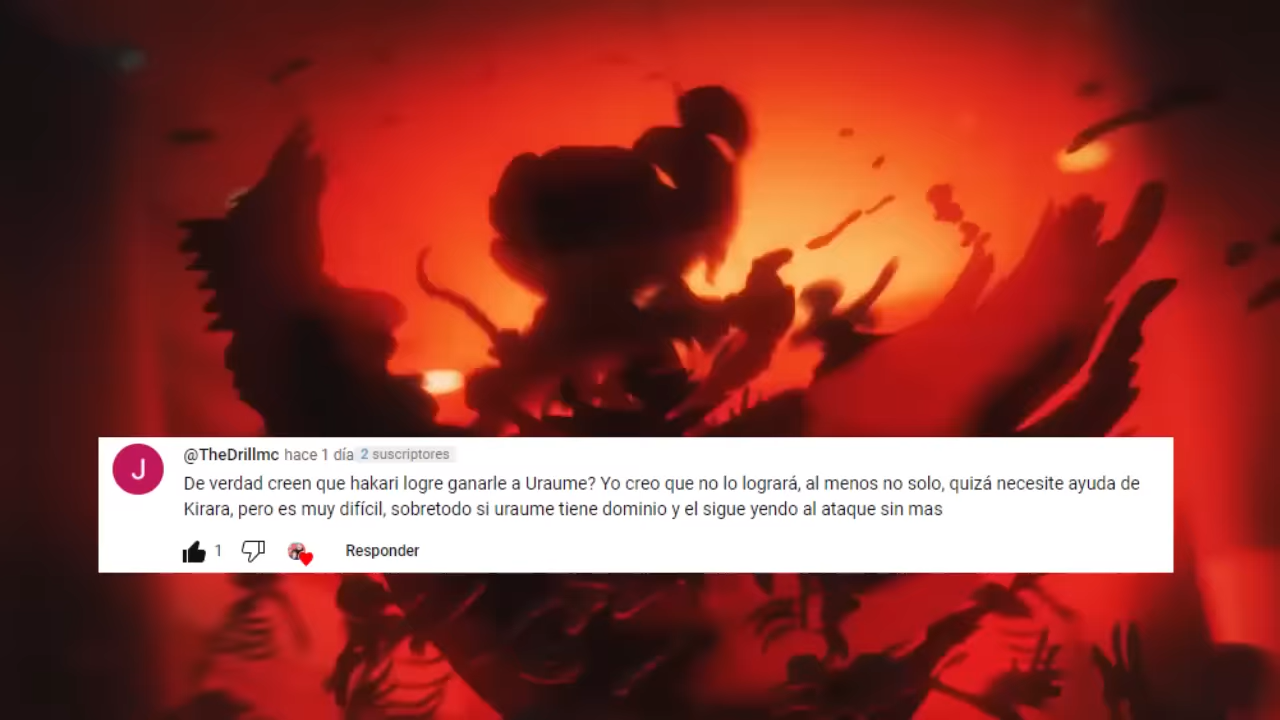 J
@TheDrillmc hace 1 día 2 suscriptores
De verdad creen que hakari logre ganarle a Uraume? Yo creo que no lo logrará, al menos no solo, quizá necesite ayuda de
Kirara, pero es muy difícil, sobretodo si uraume tiene dominio y el sigue yendo al ataque sin mas
1 Responder